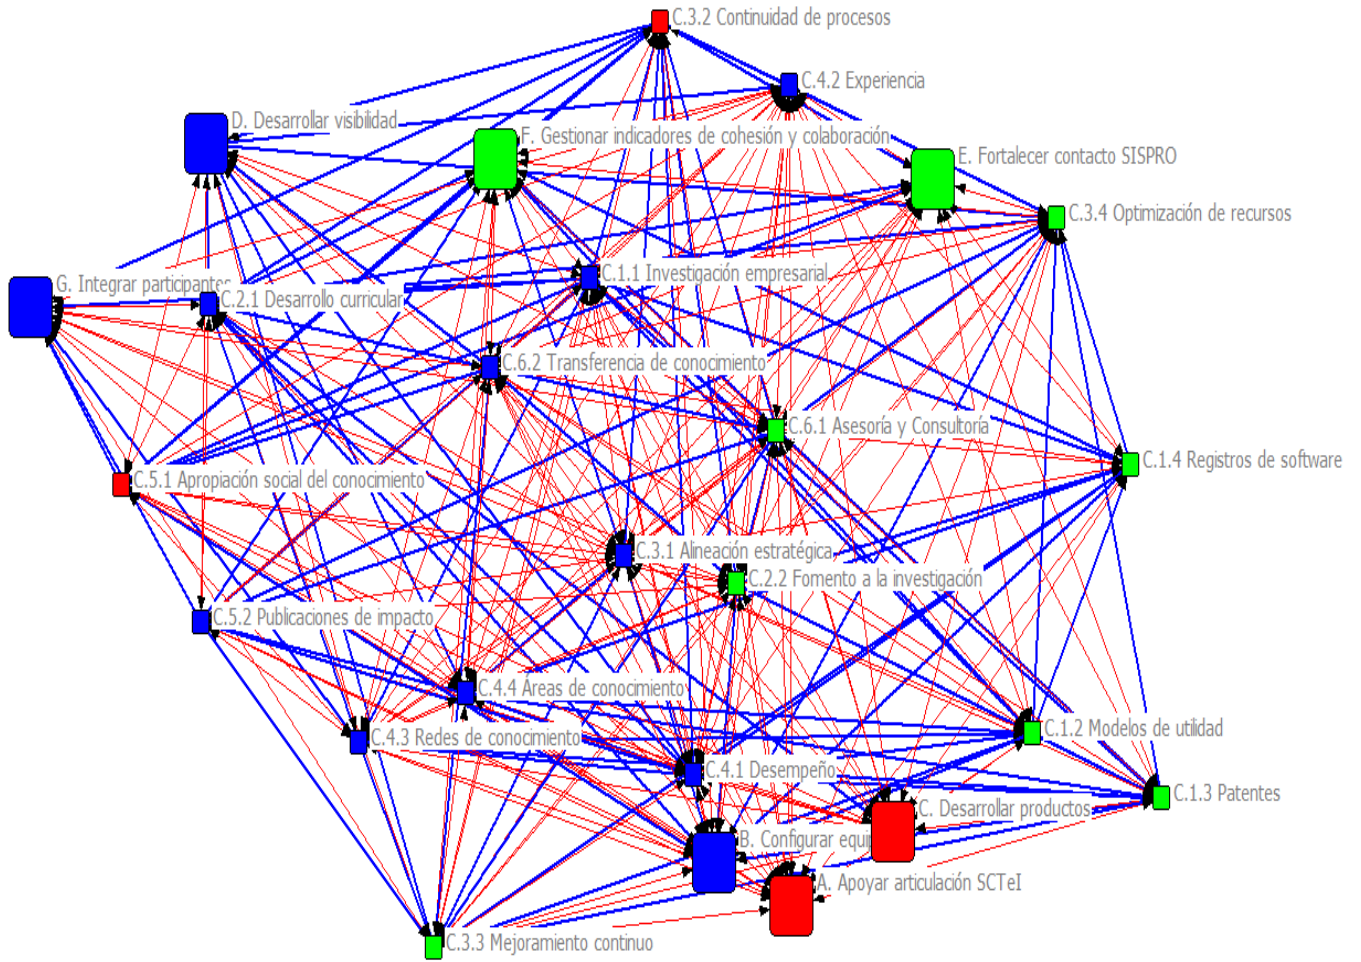 C.3.2 Continuidad de procesos
C.4.2 Experiencia
D. Desarrollar visibilidad
F. Gestionar indicadores de cohesión y colaboración
E. Fortalecer contacto SISPRO
C.3.4 Optimización de recursos
C.1.1 Investigación empresarial
G. Integrar participantes
C.2.1 Desarrollo curricular
C.6.2 Transferencia de conocimiento
C.6.1 Asesoría y Consultoría
C.1.4 Registros de software
C.5.1 Apropiación social del conocimiento
C.3.1 Alineación estratégica
C.2.2 Fomento a la investigación
C.5.2 Publicaciones de impacto
C.4.4 Áreas de conocimiento
C.4.3 Redes de conocimiento
C.1.2 Modelos de utilidad
C.4.1 Desempeño
C.1.3 Patentes
C. Desarrollar productos
B. Configurar
A. Apoyar articulación SCTeI
C.3.3 Mejoramiento continuo